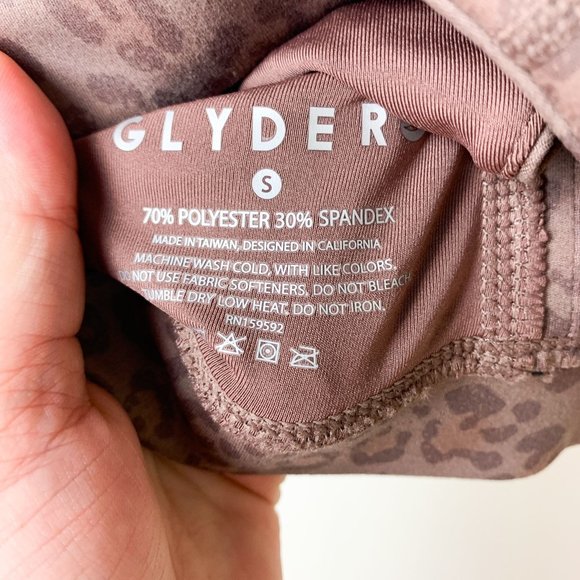 GLYDER
S
70% POLYESTER 30% SPANDEX
MADE IN TAIWAN, DESIGNED IN CALIFORNIA
MACHINE WASH COLD, WITH LIKE COLORS,
DO NOT USE FABRIC SOFTENERS. DO NOT BLEACH
TUMBLE DRY LOW HEAT. DO NOT IRON.
RN159592